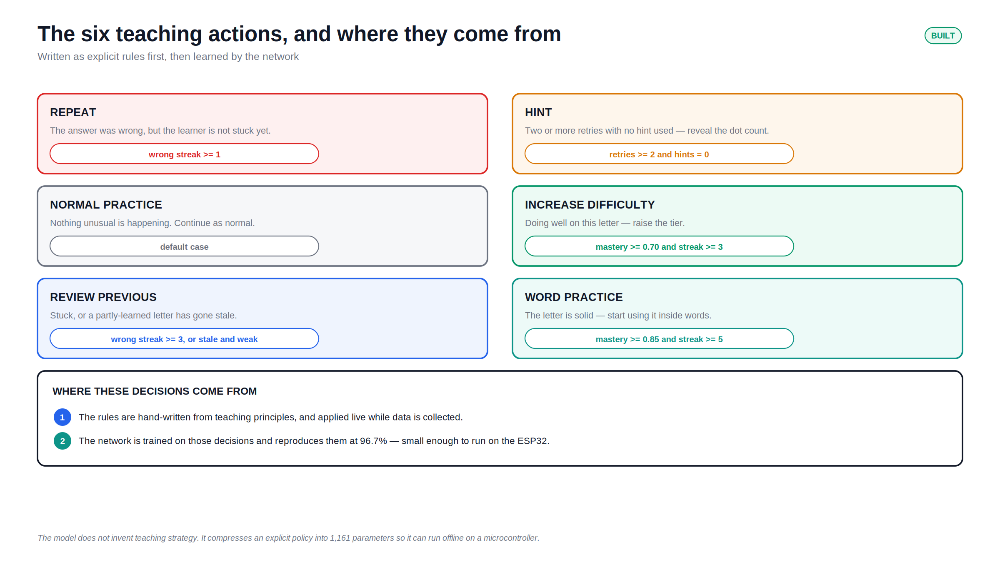 The six teaching actions, and where they come from
BUILT
Written as explicit rules first, then learned by the network
REPEAT
The answer was wrong, but the learner is not stuck yet.
wrong streak >= 1
HINT
Two or more retries with no hint used — reveal the dot count.
retries >= 2 and hints = 0
NORMAL PRACTICE
Nothing unusual is happening. Continue as normal.
default case
INCREASE DIFFICULTY
Doing well on this letter — raise the tier.
mastery >= 0.70 and streak >= 3
REVIEW PREVIOUS
Stuck, or a partly-learned letter has gone stale.
wrong streak >= 3, or stale and weak
WORD PRACTICE
The letter is solid — start using it inside words.
mastery >= 0.85 and streak >= 5
WHERE THESE DECISIONS COME FROM
1 The rules are hand-written from teaching principles, and applied live while data is collected.
2 The network is trained on those decisions and reproduces them at 96.7% — small enough to run on the ESP32.
The model does not invent teaching strategy. It compresses an explicit policy into 1,161 parameters so it can run offline on a microcontroller.